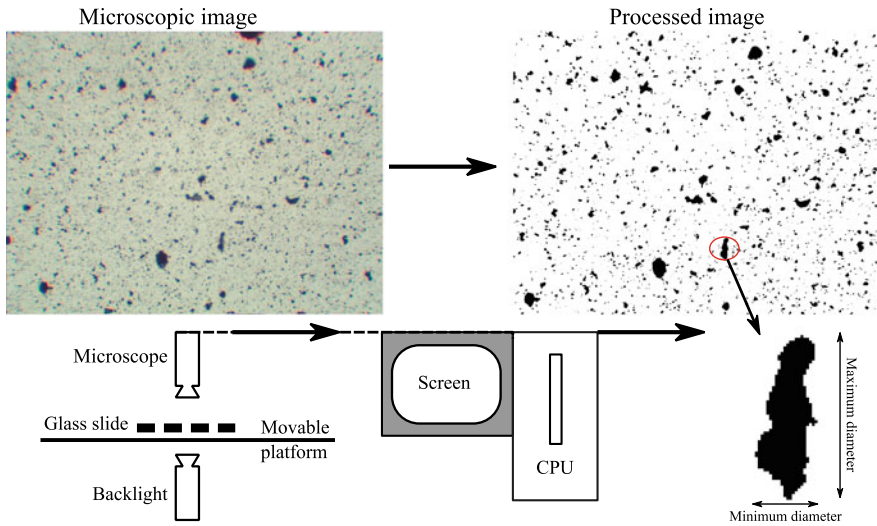 Microscopic image
Processed image
Microscope
Glass slide
Movable
platform
Backlight
Screen
CPU
Maximum diameter
Minimum diameter